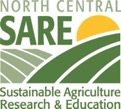 NORTH CENTRAL
SARE
Sustainable Agriculture
Research & Education